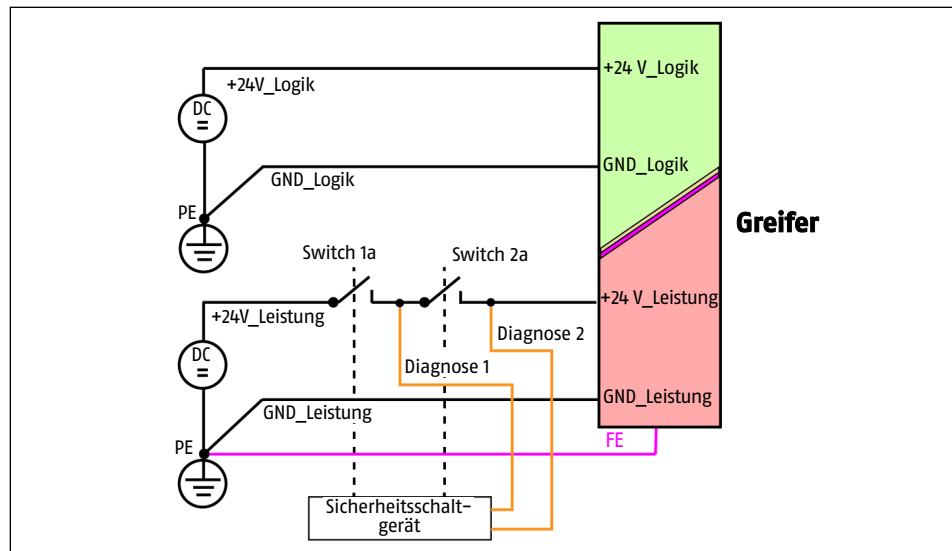 +24V_Logik
+24 V_Logik
DC
=
GND_Logik
GND_Logik
PE
Greifer
Switch 1a
Switch 2a
+24V_Leistung
+24 V_Leistung
Diagnose 2
DC
=
Diagnose 1
GND_Leistung
GND_Leistung
PE
FE
Sicherheitsschalt-
gerät